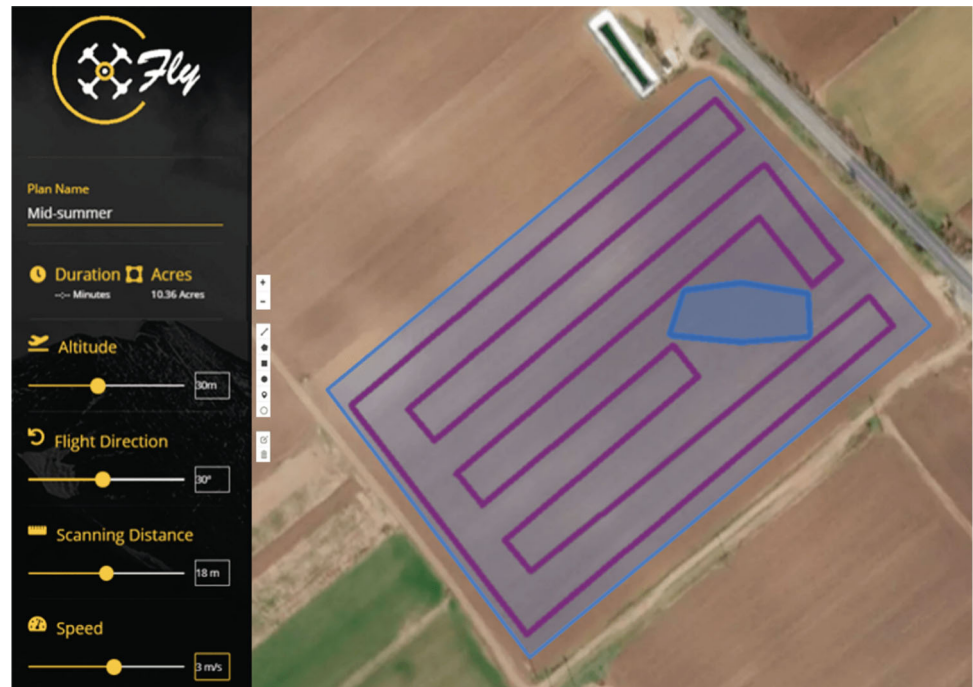 Fly
Plan Name
Mid-summer
Duration Acres
--:-- Minutes 10.36 Acres
Altitude
30m
Flight Direction
30°
Scanning Distance
18 m
Speed
3 m/s
+
−